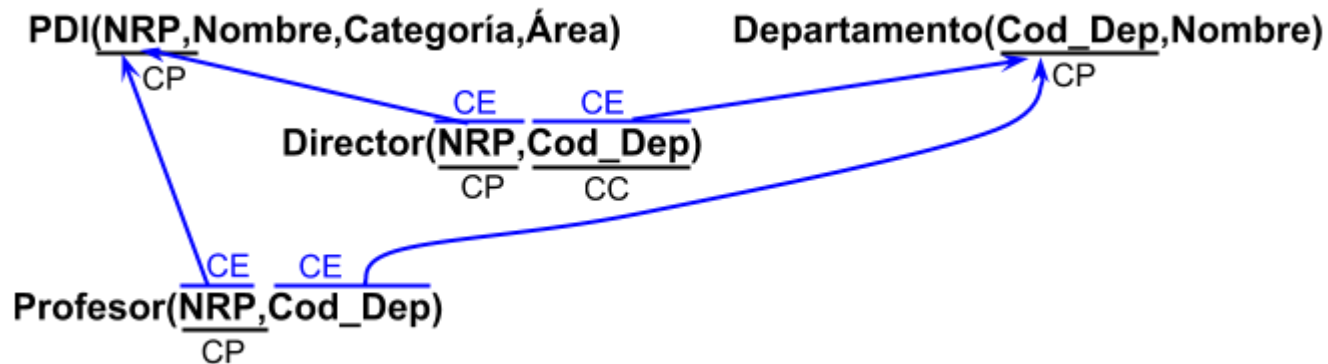 PDI(NRP,Nombre,Categoría,Área) Departamento(Cod_Dep,Nombre)
CP CP
CE CE
Director(NRP,Cod_Dep)
CP CC
CE CE
Profesor(NRP,Cod_Dep)
CP